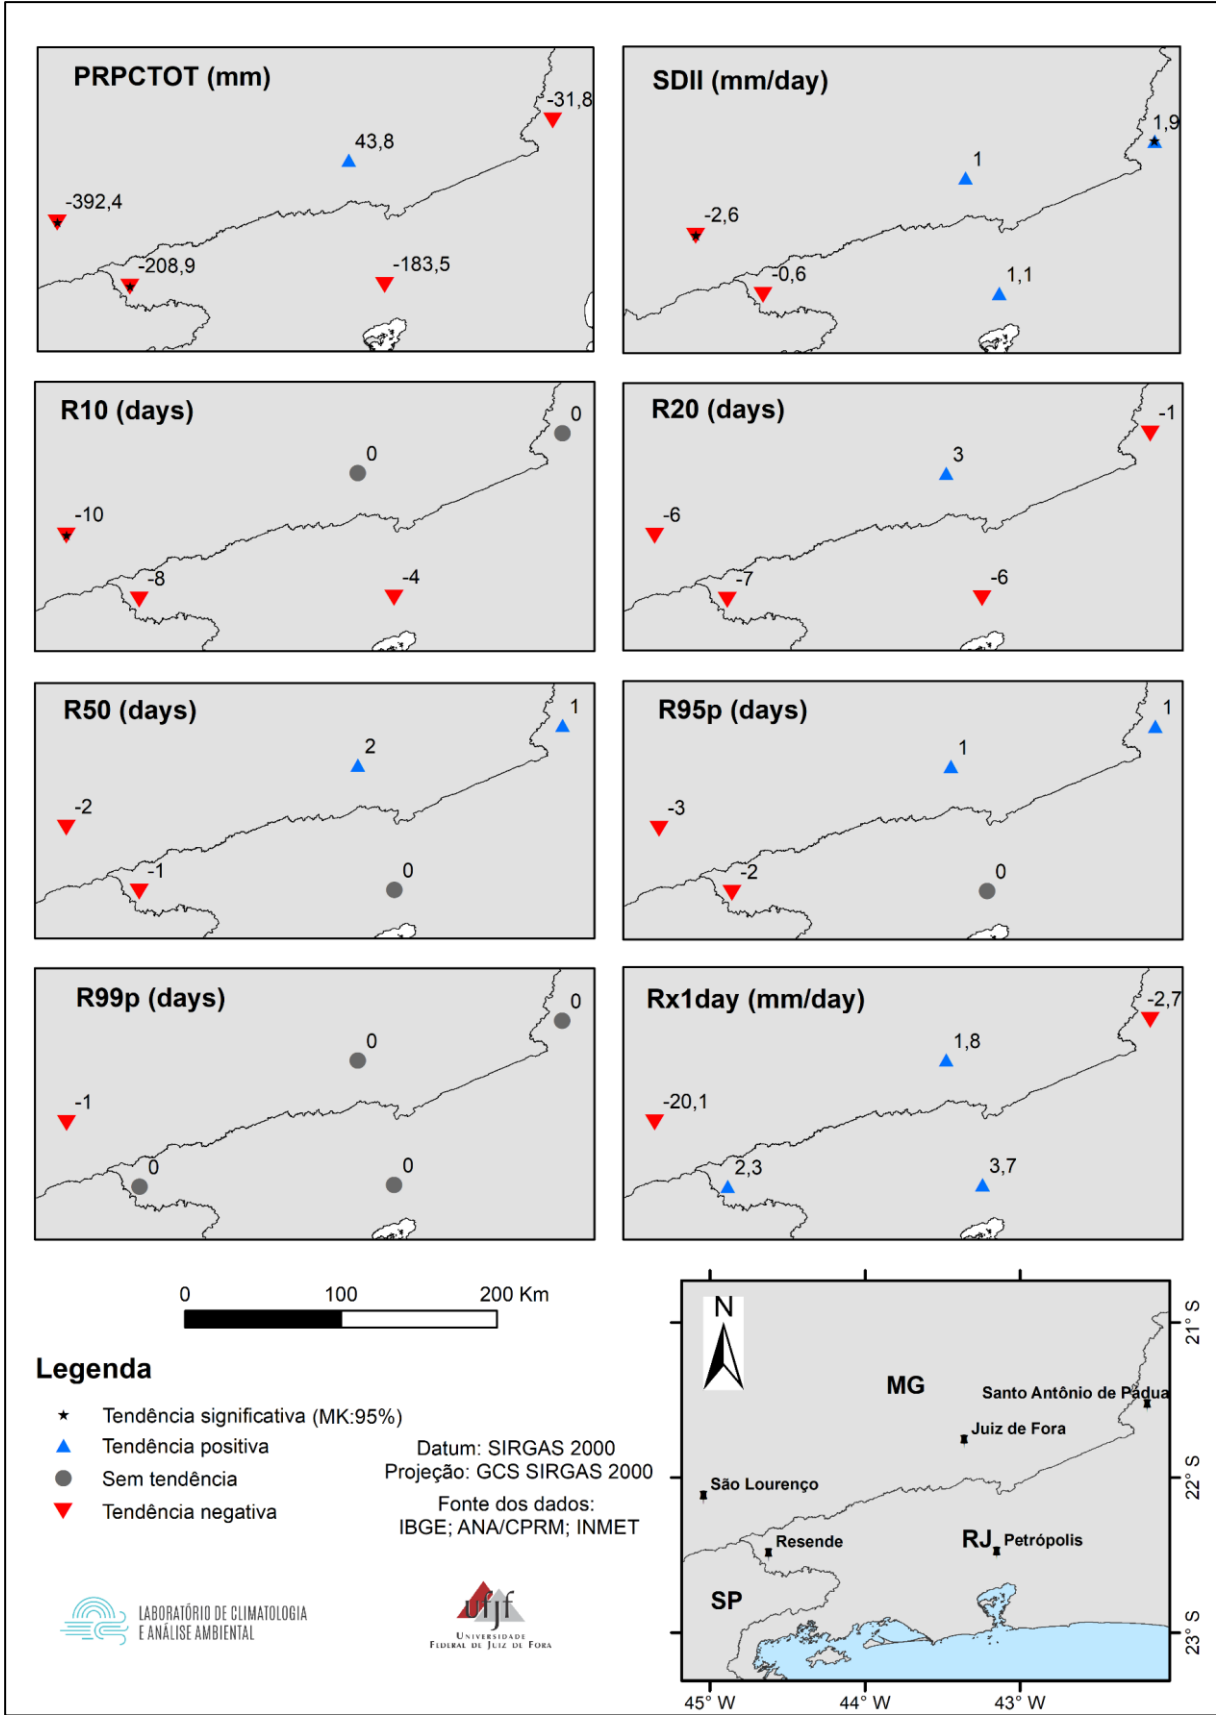 PRPCTOT (mm)
-31,8
43,8
-392,4
-208,9
-183,5
SDII (mm/day)
1,9
1
-2,6
-0,6
1,1
R10 (days)
0
0
-10
-8
-4
R20 (days)
-1
3
-6
-7
-6
R50 (days)
1
2
-2
-1
0
R95p (days)
1
1
-3
-2
0
R99p (days)
0
0
-1
0
0
Rx1day (mm/day)
-2,7
1,8
-20,1
2,3
3,7
0 100 200 Km
Legenda
Tendência significativa (MK:95%)
Tendência positiva
Sem tendência
Tendência negativa
Datum: SIRGAS 2000
Projeção: GCS SIRGAS 2000
Fonte dos dados:
IBGE; ANA/CPRM; INMET
LABORATÓRIO DE CLIMATOLOGIA
E ANÁLISE AMBIENTAL
ufjf
UNIVERSIDADE
FEDERAL DE JUIZ DE FORA
N
MG
Santo Antônio de Pádua
Juiz de Fora
São Lourenço
Resende
RJ
Petrópolis
SP
21° S
22° S
23° S
45° W 44° W 43° W